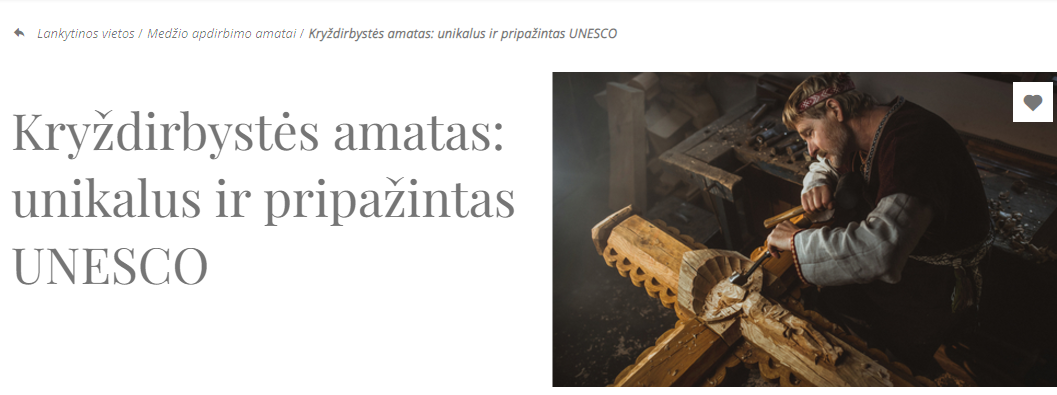 Lankytinos vietos / Medžio apdirbimo amatai / Kryždirbystės amatas: unikalus ir pripažintas UNESCO
Kryždirbystės amatas:
unikalus ir pripažintas
UNESCO